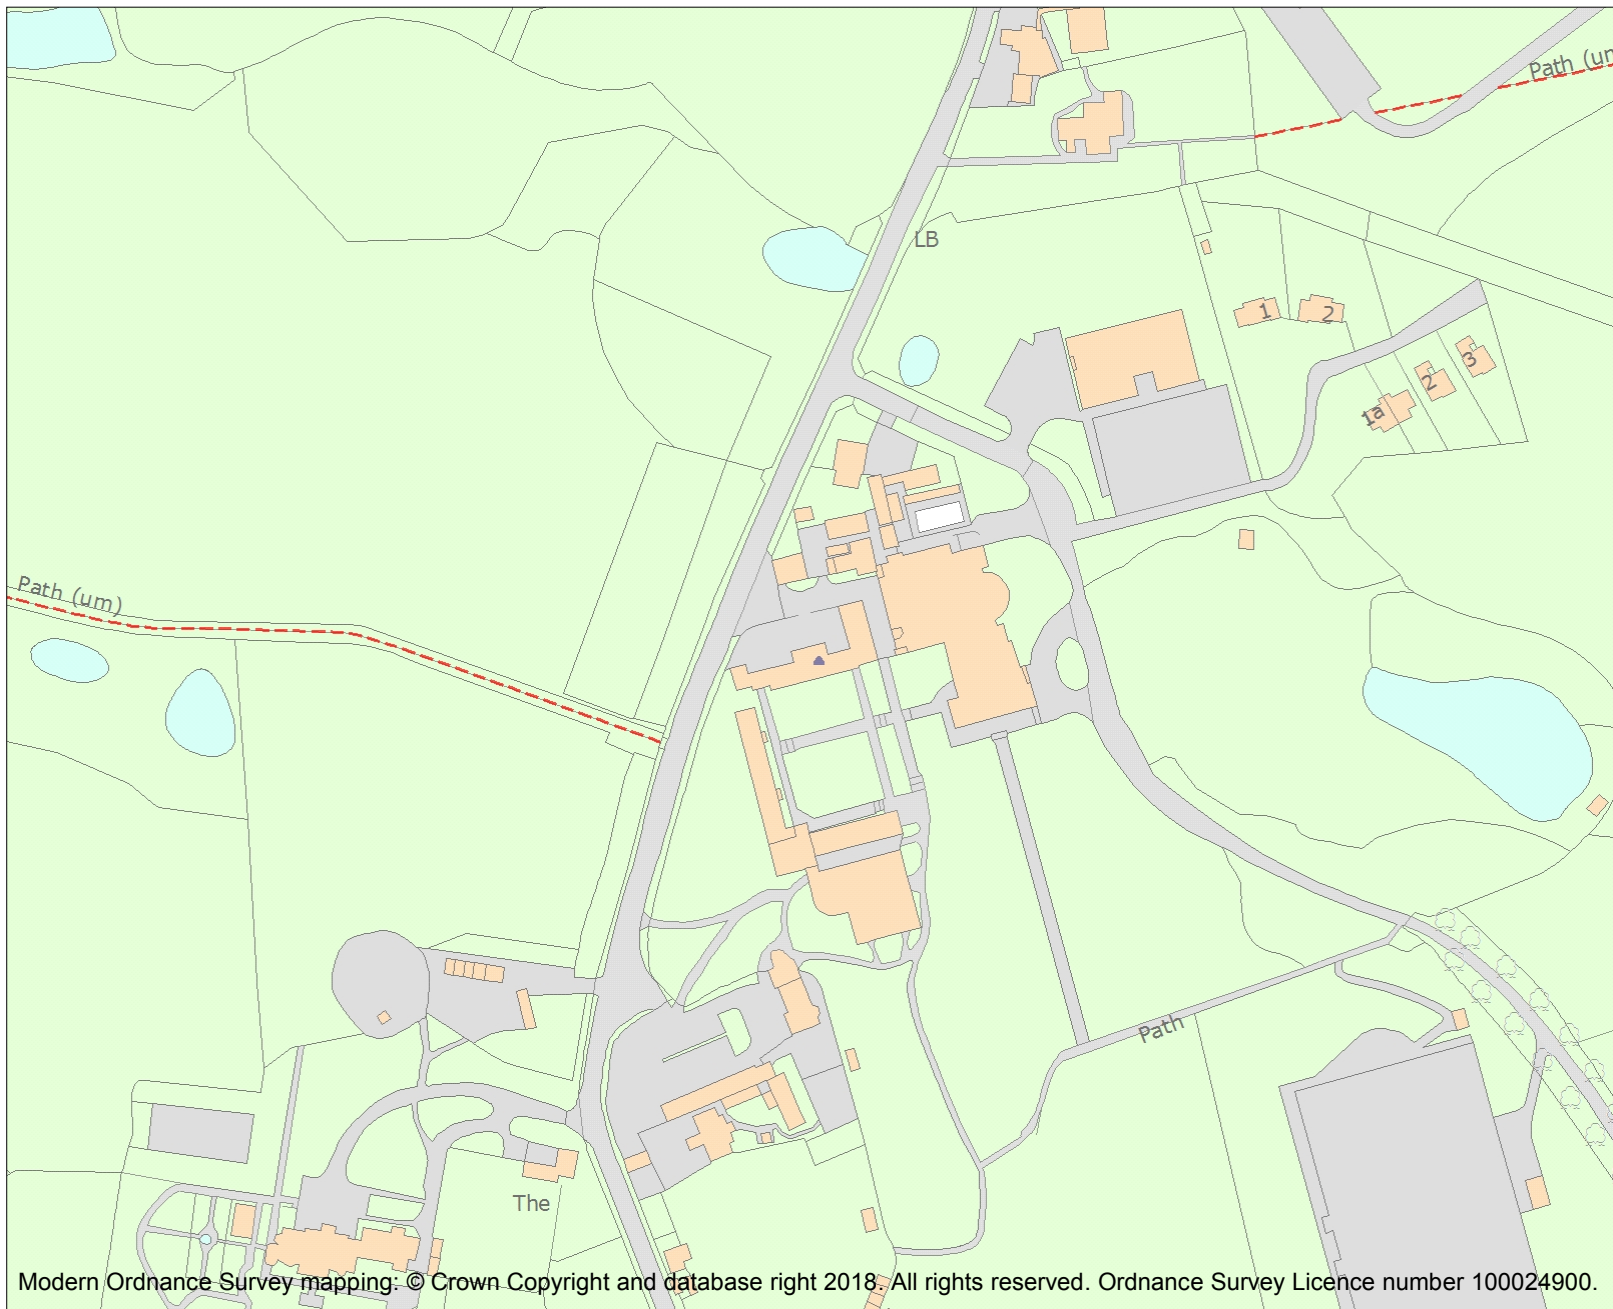 Path (um
LB
1
2
3
2
1a
Path (um)
Path
The
Modern Ordnance Survey mapping: © Crown Copyright and database right 2018. All rights reserved. Ordnance Survey Licence number 100024900.